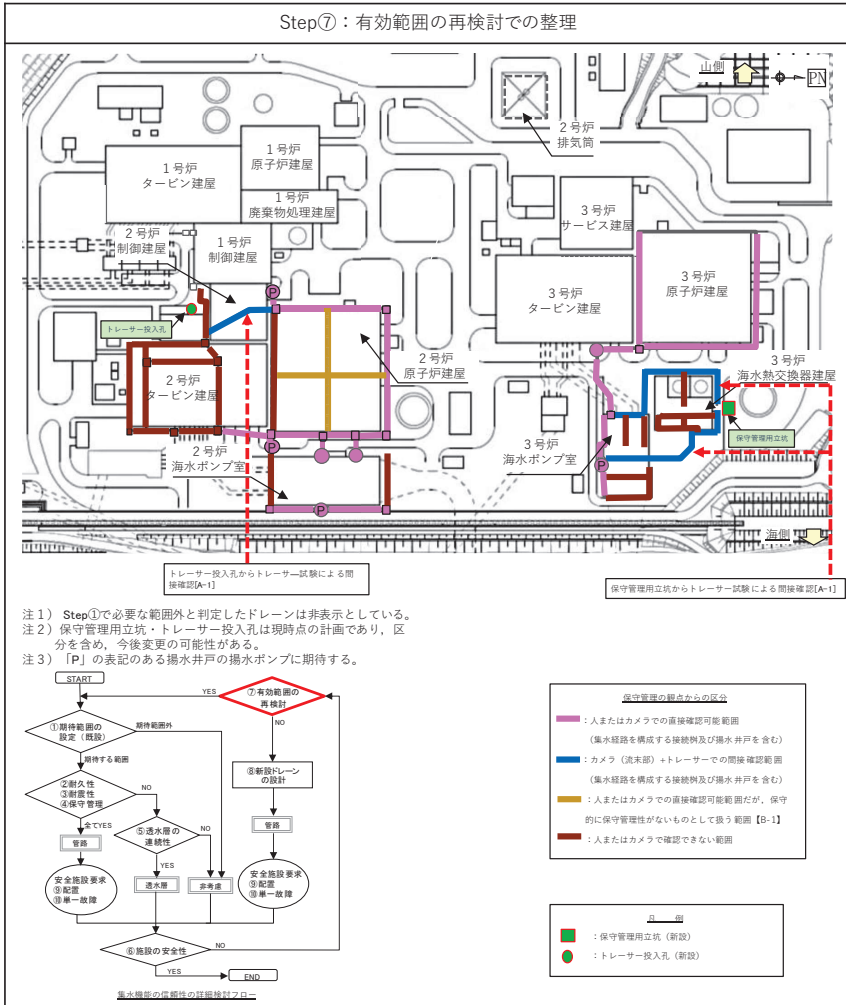 Step⑦：有効範囲の再検討での整理
山側
PN
2号炉
排気筒
1号炉
原子炉建屋
1号炉
タービン建屋
1号炉
廃棄物処理建屋
3号炉
サービス建屋
2号炉
制御建屋
1号炉
制御建屋
3号炉
原子炉建屋
3号炉
タービン建屋
P
トレーサー投入孔
2号炉
原子炉建屋
3号炉
海水熱交換器建屋
2号炉
タービン建屋
保守管理用立坑
P
2号炉
海水ポンプ室
3号炉
海水ポンプ室
P
P
海側
トレーサー投入孔からトレーサ―試験による間
接確認[A-1]
保守管理用立坑からトレーサー試験による間接確認[A-1]
注１） Step①で必要な範囲外と判定したドレーンは非表示としている。
注２）保守管理用立坑・トレーサー投入孔は現時点の計画であり，区
分を含め，今後変更の可能性がある。
注３）「P」の表記のある揚水井戸の揚水ポンプに期待する。
START
YES
⑦有効範囲の
再検討
①期待範囲の
設定（既設）
期待範囲外
NO
期待する範囲
⑧新設ドレーン
の設計
②耐久性
③耐震性
④保守管理
NO
全てYES
⑤透水層の
連続性
NO
管路
管路
YES
安全施設要求
⑨配置
⑩単一故障
透水層
非考慮
安全施設要求
⑨配置
⑩単一故障
⑥施設の安全性
NO
YES
END
集水機能の信頼性の詳細検討フロー
保守管理の観点からの区分
：人またはカメラでの直接確認可能範囲
（集水経路を構成する接続桝及び揚水井戸を含む）
：カメラ（流末部）+トレーサーでの間接確認範囲
（集水経路を構成する接続桝及び揚水井戸を含む）
：人またはカメラでの直接確認可能範囲だが，保守
的に保守管理性がないものとして扱う範囲【B-1】
：人またはカメラで確認できない範囲
凡 例
：保守管理用立坑（新設）
：トレーサー投入孔（新設）